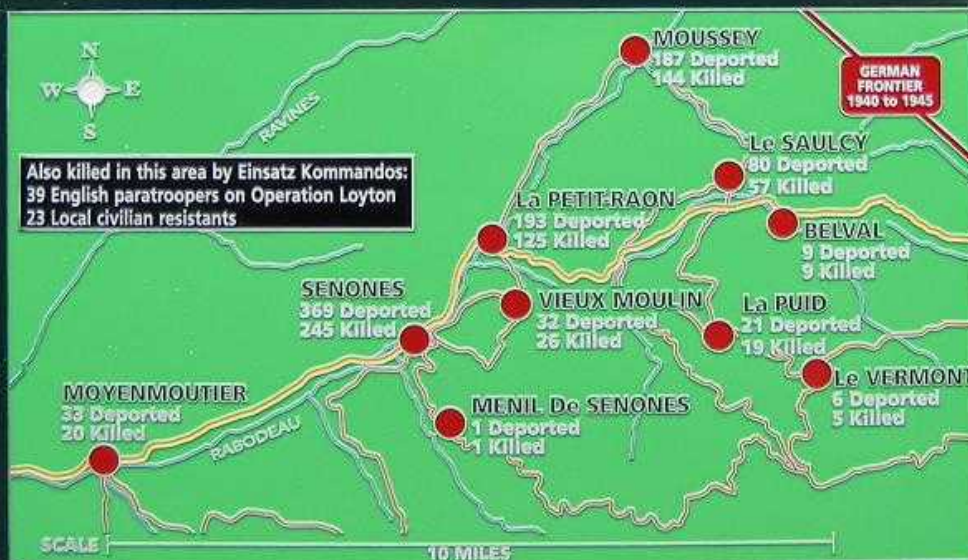 N
W E
S
RAVINES
MOUSSEY
187 Deported
144 Killed
GERMAN
FRONTIER
1940 to 1945
Also killed in this area by Einsatz Kommandos:
39 English paratroopers on Operation Loyton
23 Local civilian resistants
Le SAULCY
80 Deported
57 Killed
La PETIT-RAON
193 Deported
125 Killed
BELVAL
9 Deported
9 Killed
SENONES
369 Deported
245 Killed
VIEUX MOULIN
32 Deported
26 Killed
La PUID
21 Deported
19 Killed
Le VERMONT
6 Deported
5 Killed
MOYENMOUTIER
33 Deported
20 Killed
RABODEAU
MENIL De SENONES
1 Deported
1 Killed
SCALE
10 MILES